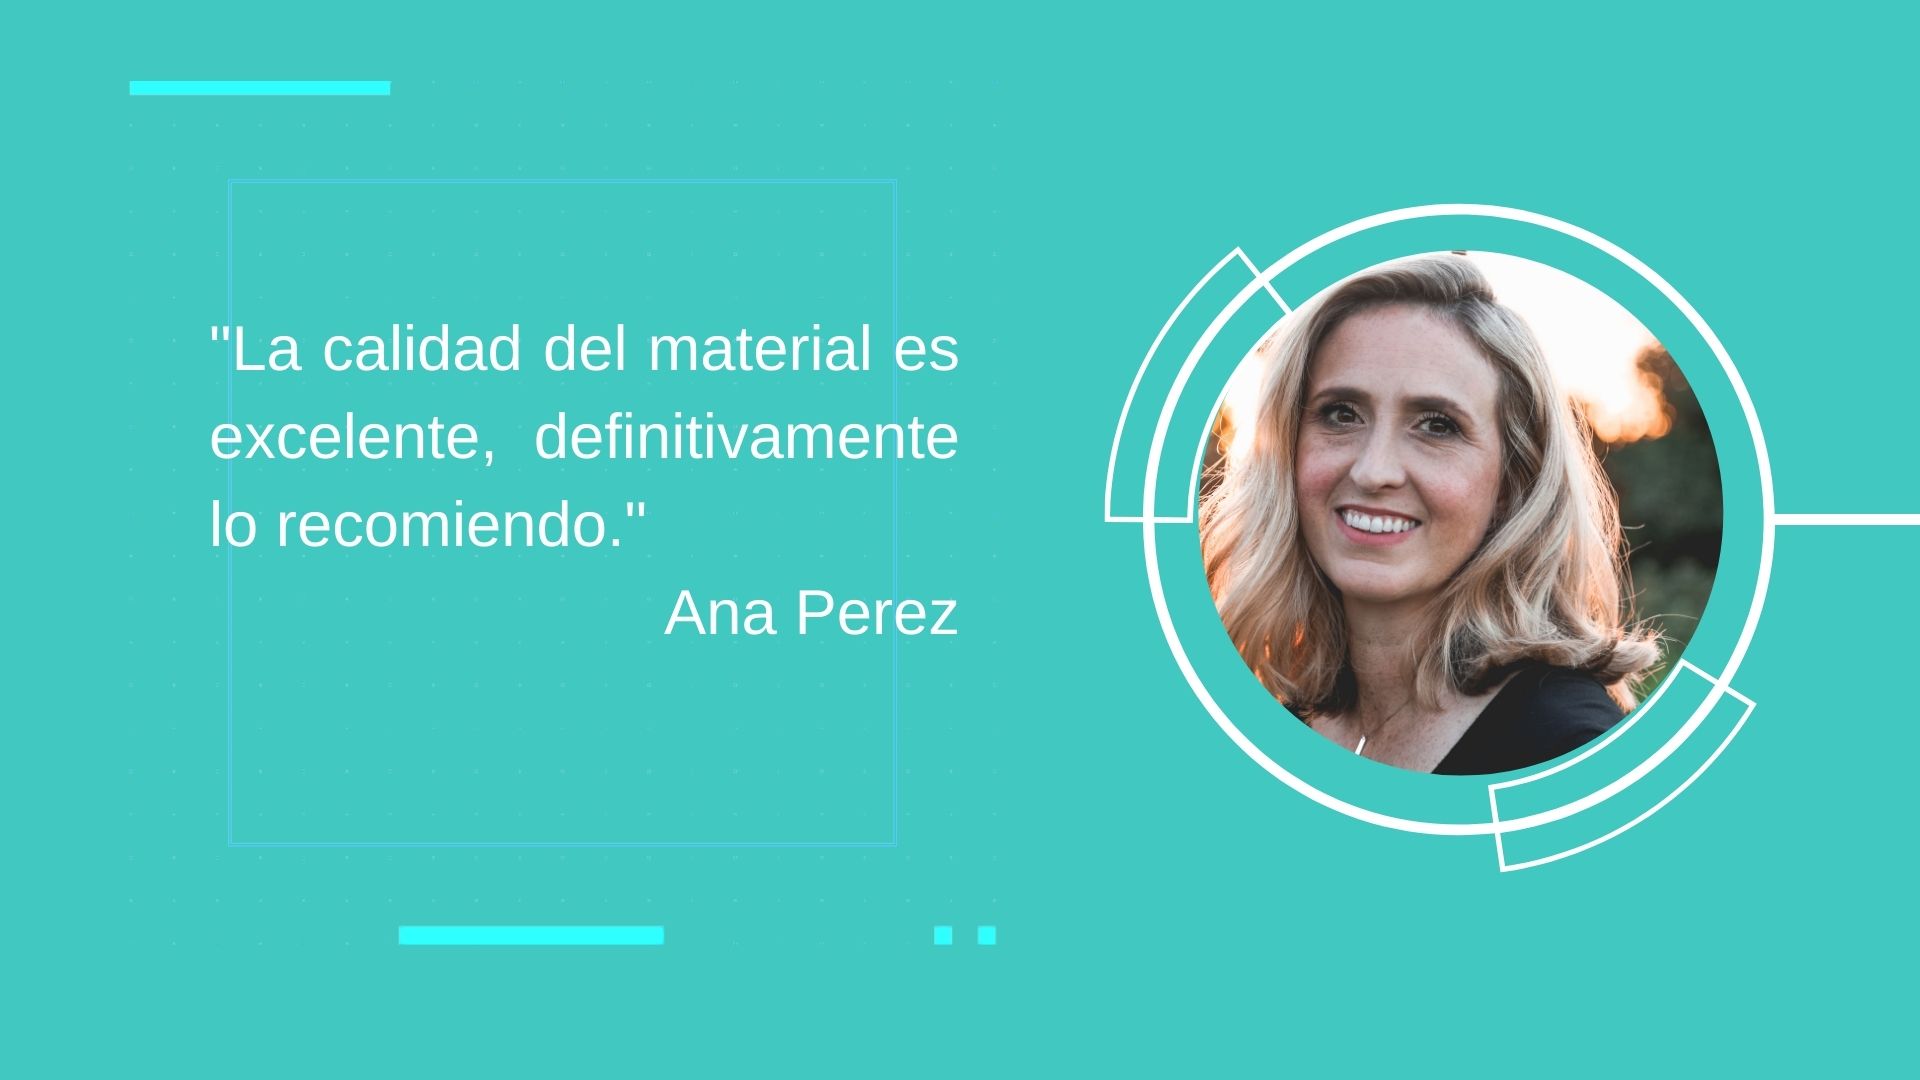 "La calidad del material es
excelente, definitivamente
lo recomiendo."
Ana Perez